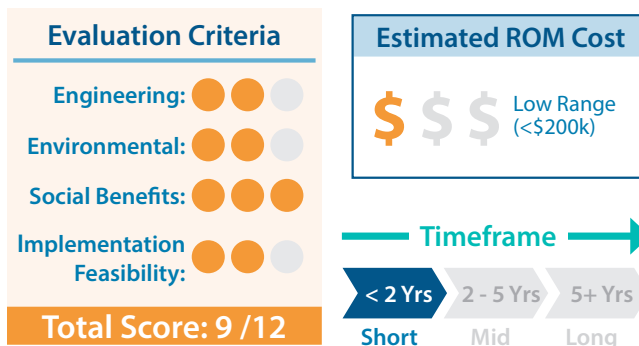 Evaluation Criteria
Engineering:
Environmental:
Social Benefits:
Implementation
Feasibility:
Total Score: 9 /12
Estimated ROM Cost
$ $ $
Low Range
(<$200k)
Timeframe
< 2 Yrs 2 - 5 Yrs 5+ Yrs
Short Mid Long